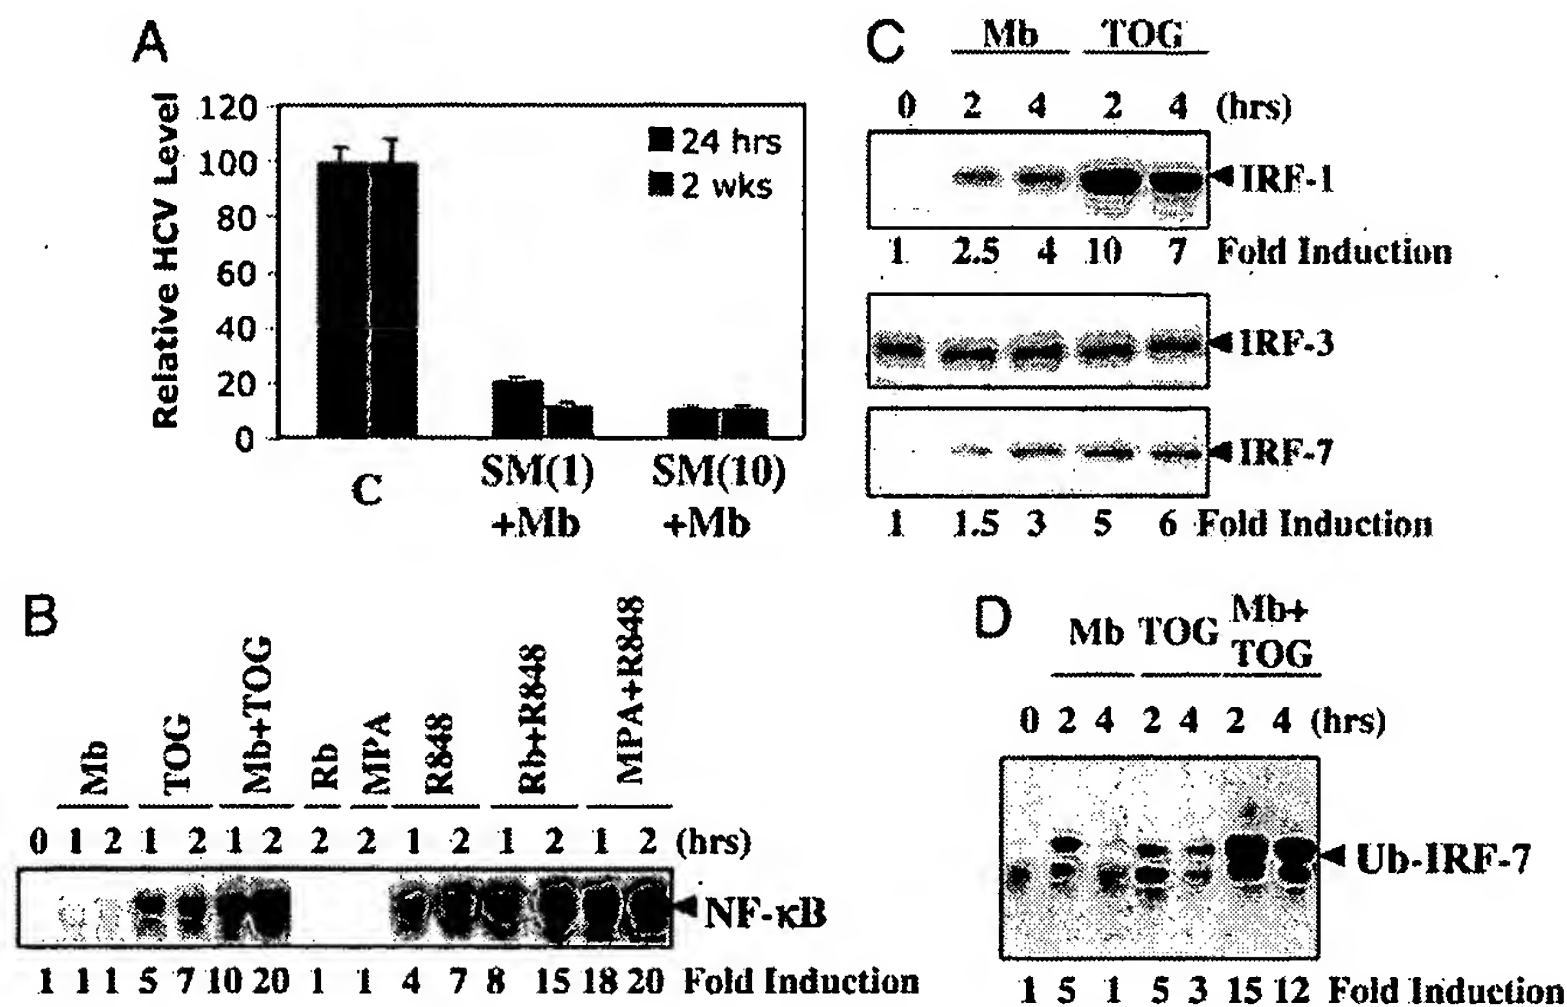 A
Relative HCV Level
120
100
80
60
40
20
0
24 hrs
2 wks
C
SM(1)
+Mb
SM(10)
+Mb
C
Mb TOG
0 2 4 2 4 (hrs)
IRF-1
1 2.5 4 10 7 Fold Induction
IRF-3
IRF-7
1 1.5 3 5 6 Fold Induction
B
Mb
TOG
Mb+TOG
Rb
MPA
R848
Rb+R848
MPA+R848
0 1 2 1 2 1 2 2 2 1 2 1 2 1 2 (hrs)
NF-κB
1 1 1 5 7 10 20 1 1 4 7 8 15 18 20 Fold Induction
D
Mb TOG Mb+
TOG
0 2 4 2 4 2 4 (hrs)
Ub-IRF-7
1 5 1 5 3 15 12 Fold Induction